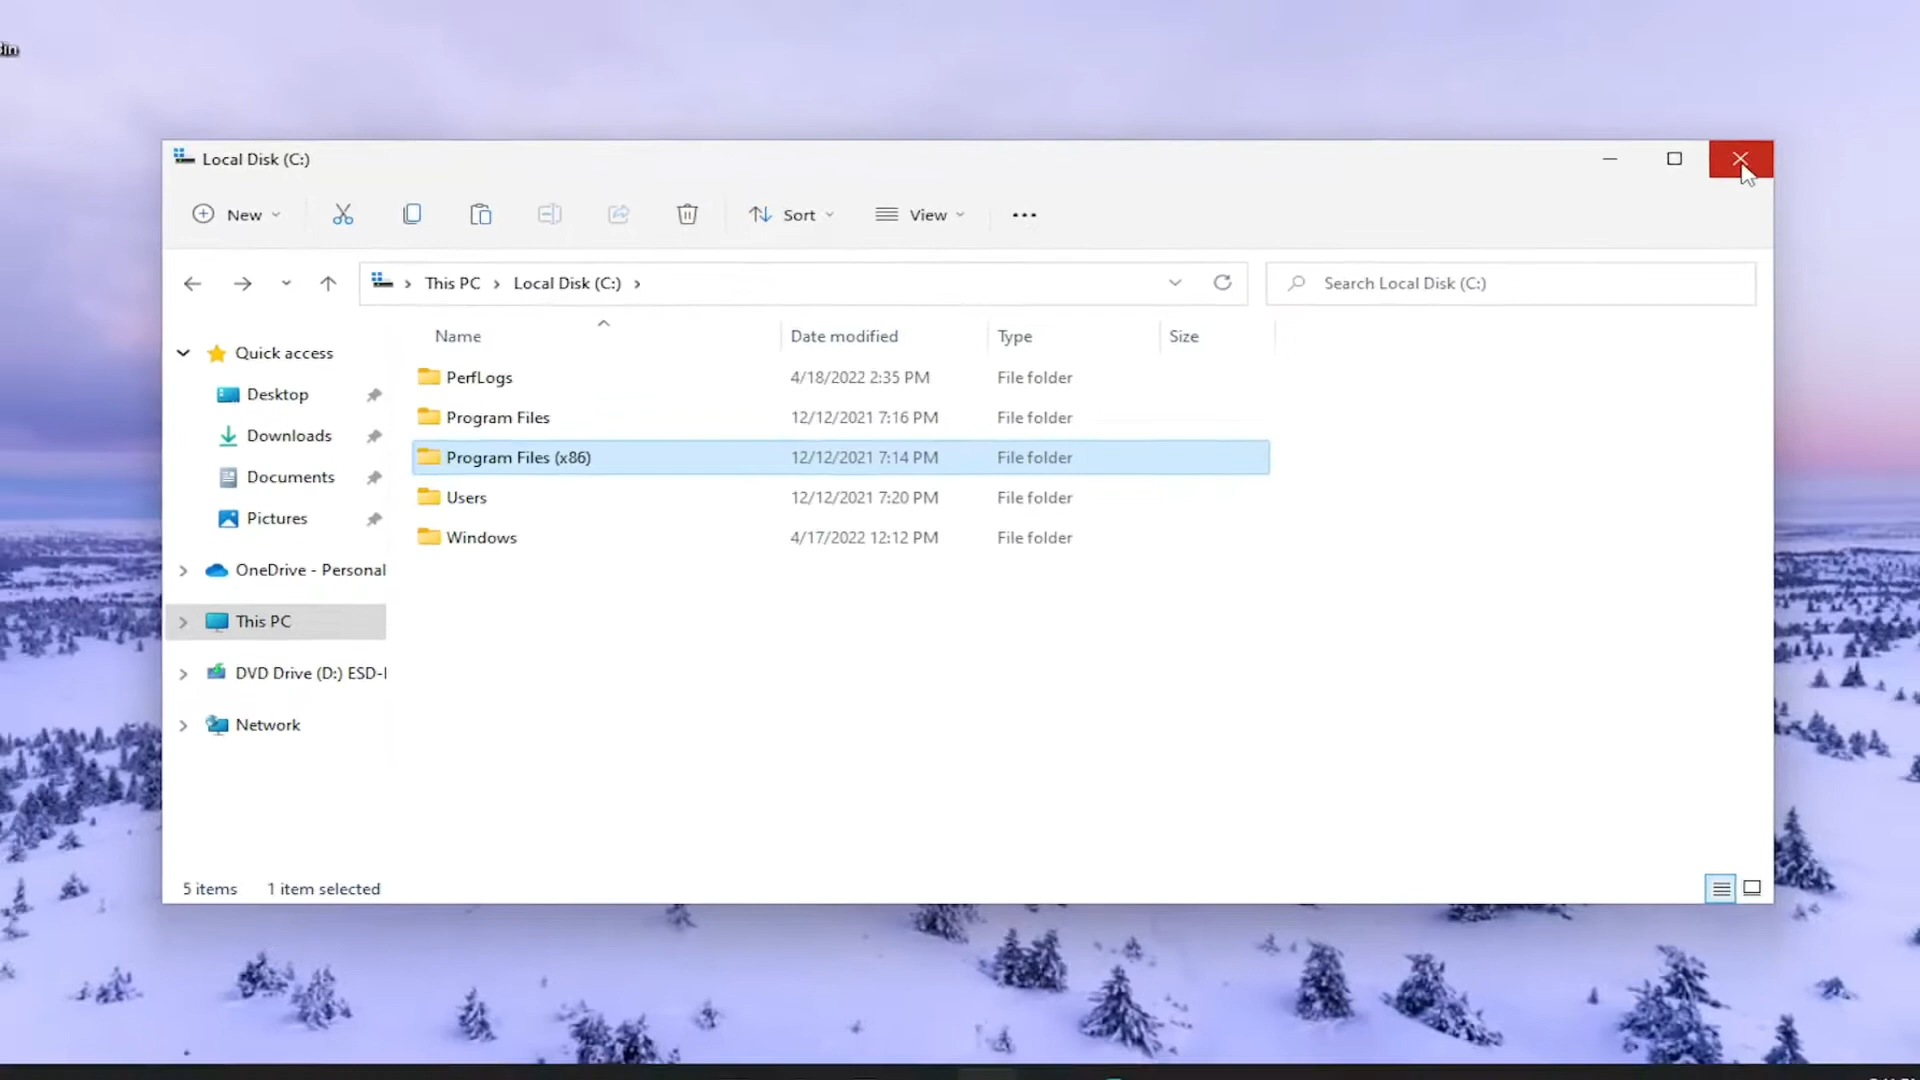 Local Disk (C:)
New
Sort
View
This PC
Local Disk (C:)
Search Local Disk (C:)
Name
Date modified
Type
Size
Quick access
Desktop
Downloads
Documents
Pictures
OneDrive - Personal
This PC
DVD Drive (D:) ESD-I
Network
PerfLogs 4/18/2022 2:35 PM File folder
Program Files 12/12/2021 7:16 PM File folder
Program Files (x86) 12/12/2021 7:14 PM File folder
Users 12/12/2021 7:20 PM File folder
Windows 4/17/2022 12:12 PM File folder
5 items 1 item selected